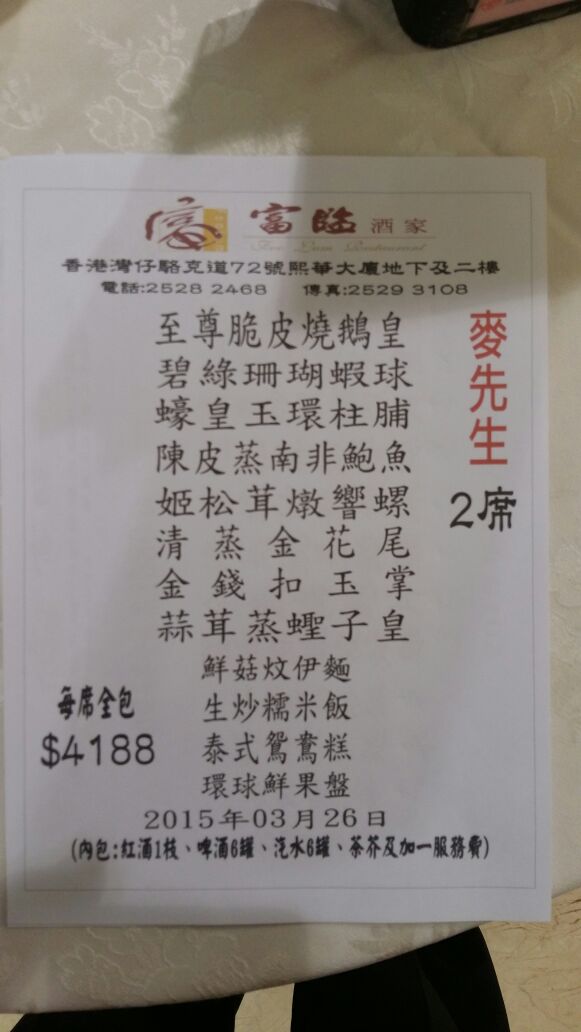 富臨酒家
Foo Lum Restaurant
香港灣仔駱克道72號熙華大廈地下及二樓
電話:2528 2468 傳真:2529 3108
麥先生
2席
至尊脆皮燒鵝皇
碧綠珊瑚蝦球
蠔皇玉環柱脯
陳皮蒸南非鮑魚
姬松茸燉響螺
清蒸金花尾
金錢扣玉掌
蒜茸蒸蟶子皇
鮮菇炆伊麵
生炒糯米飯
泰式鴛鴦糕
環球鮮果盤
每席全包
$4188
2015年03月26日
(內包:紅酒1枝、啤酒6罐、汽水6罐、茶芥及加一服務費)